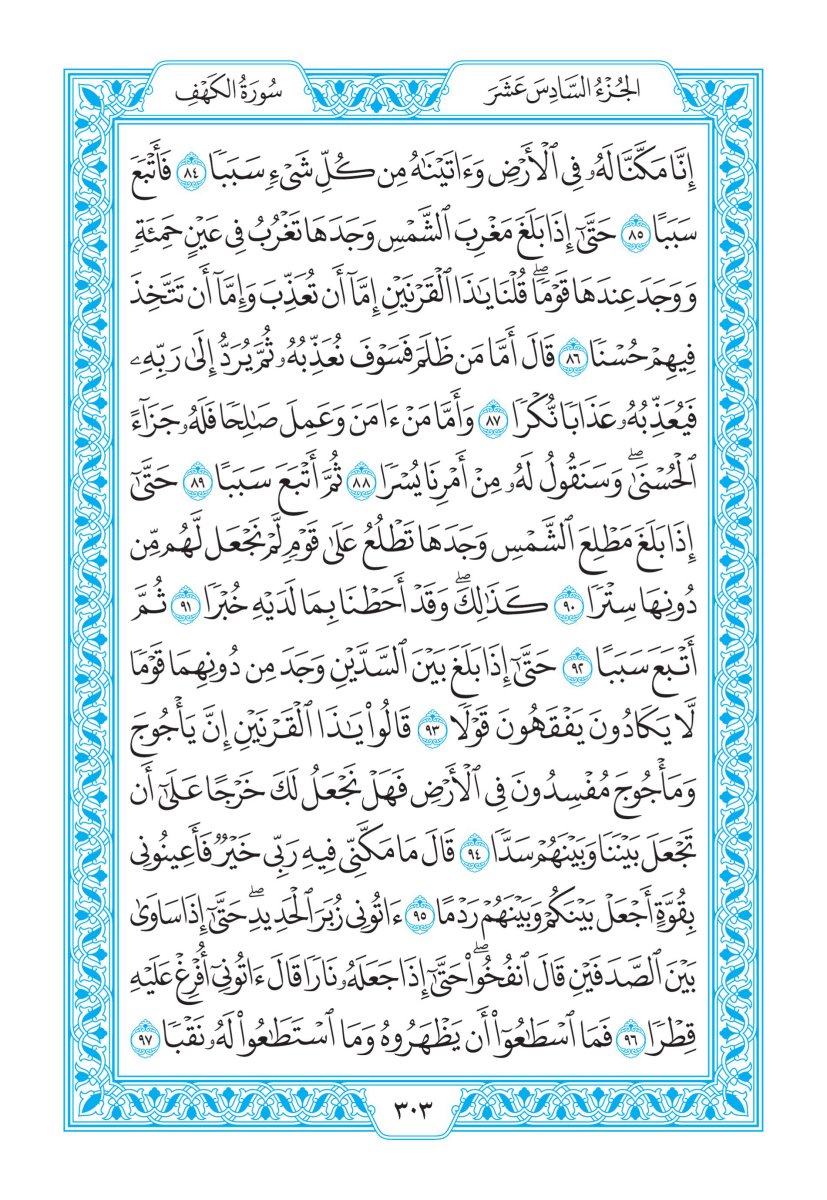 الجُزْءُ السَّادِسَ عَشَرَ
سُورَةُ الكَهْفِ
إِنَّا مَكَّنَّا لَهُۥ فِي ٱلْأَرْضِ وَءَاتَيْنَٰهُ مِن كُلِّ شَىْءٍ سَبَبًا ٨٤ فَأَتْبَعَ
سَبَبًا ٨٥ حَتَّىٰٓ إِذَا بَلَغَ مَغْرِبَ ٱلشَّمْسِ وَجَدَهَا تَغْرُبُ فِي عَيْنٍ حَمِئَةٍ
وَوَجَدَ عِندَهَا قَوْمًاۖ قُلْنَا يَٰذَا ٱلْقَرْنَيْنِ إِمَّآ أَن تُعَذِّبَ وَإِمَّآ أَن تَتَّخِذَ
فِيهِمْ حُسْنًا ٨٦ قَالَ أَمَّا مَن ظَلَمَ فَسَوْفَ نُعَذِّبُهُۥ ثُمَّ يُرَدُّ إِلَىٰ رَبِّهِۦ
فَيُعَذِّبُهُۥ عَذَابًا نُّكْرًا ٨٧ وَأَمَّا مَنْ ءَامَنَ وَعَمِلَ صَٰلِحًا فَلَهُۥ جَزَآءً
ٱلْحُسْنَىٰۖ وَسَنَقُولُ لَهُۥ مِنْ أَمْرِنَا يُسْرًا ٨٨ ثُمَّ أَتْبَعَ سَبَبًا ٨٩ حَتَّىٰٓ
إِذَا بَلَغَ مَطْلِعَ ٱلشَّمْسِ وَجَدَهَا تَطْلُعُ عَلَىٰ قَوْمٍ لَّمْ نَجْعَل لَّهُم مِّن
دُونِهَا سِتْرًا ٩٠ كَذَٰلِكَۖ وَقَدْ أَحَطْنَا بِمَا لَدَيْهِ خُبْرًا ٩١ ثُمَّ
أَتْبَعَ سَبَبًا ٩٢ حَتَّىٰٓ إِذَا بَلَغَ بَيْنَ ٱلسَّدَّيْنِ وَجَدَ مِن دُونِهِمَا قَوْمًا
لَّا يَكَادُونَ يَفْقَهُونَ قَوْلًا ٩٣ قَالُوا۟ يَٰذَا ٱلْقَرْنَيْنِ إِنَّ يَأْجُوجَ
وَمَأْجُوجَ مُفْسِدُونَ فِي ٱلْأَرْضِ فَهَلْ نَجْعَلُ لَكَ خَرْجًا عَلَىٰٓ أَن
تَجْعَلَ بَيْنَنَا وَبَيْنَهُمْ سَدًّا ٩٤ قَالَ مَا مَكَّنِّي فِيهِ رَبِّي خَيْرٌ فَأَعِينُونِي
بِقُوَّةٍ أَجْعَلْ بَيْنَكُمْ وَبَيْنَهُمْ رَدْمًا ٩٥ ءَاتُونِي زُبَرَ ٱلْحَدِيدِۖ حَتَّىٰٓ إِذَا سَاوَىٰ
بَيْنَ ٱلصَّدَفَيْنِ قَالَ ٱنفُخُوا۟ۖ حَتَّىٰٓ إِذَا جَعَلَهُۥ نَارًا قَالَ ءَاتُونِيٓ أُفْرِغْ عَلَيْهِ
قِطْرًا ٩٦ فَمَا ٱسْطَٰعُوٓا۟ أَن يَظْهَرُوهُ وَمَا ٱسْتَطَٰعُوا۟ لَهُۥ نَقْبًا ٩٧
٣٠٣